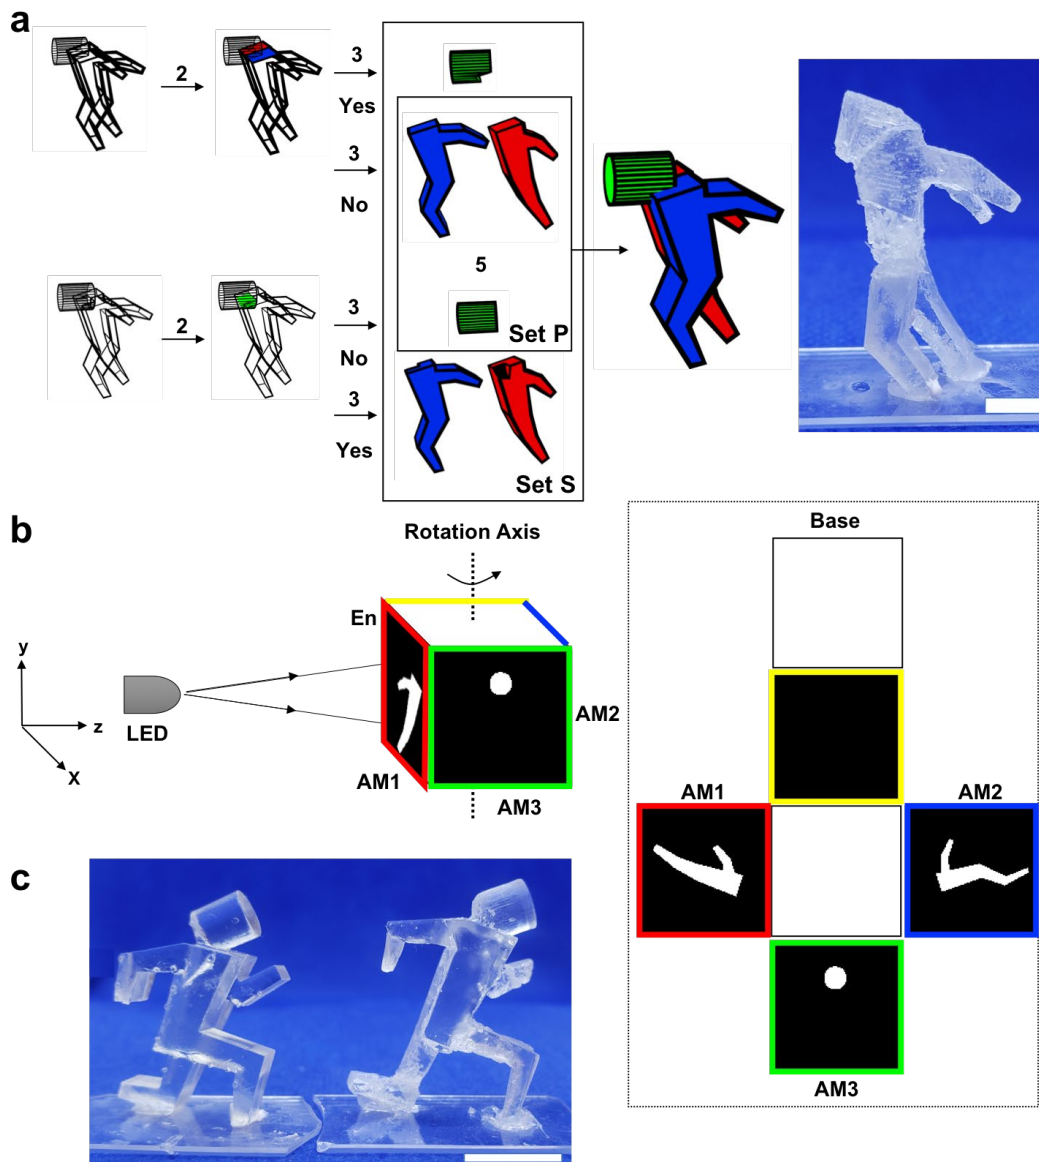 a
2
3
Yes
3
No
5
2
3
No
3
Yes
Set P
Set S
b
Rotation Axis
En
y
z
x
LED
AM1
AM2
AM3
Base
AM1
AM2
AM3
c